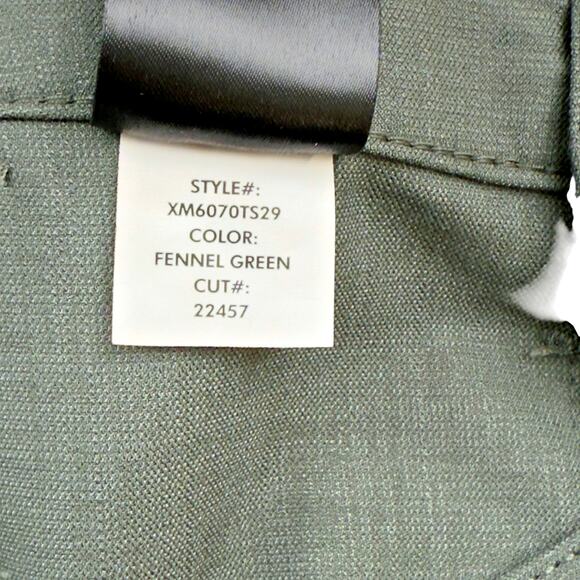 STYLE#:
XM6070TS29
COLOR:
FENNEL GREEN
CUT#:
22457